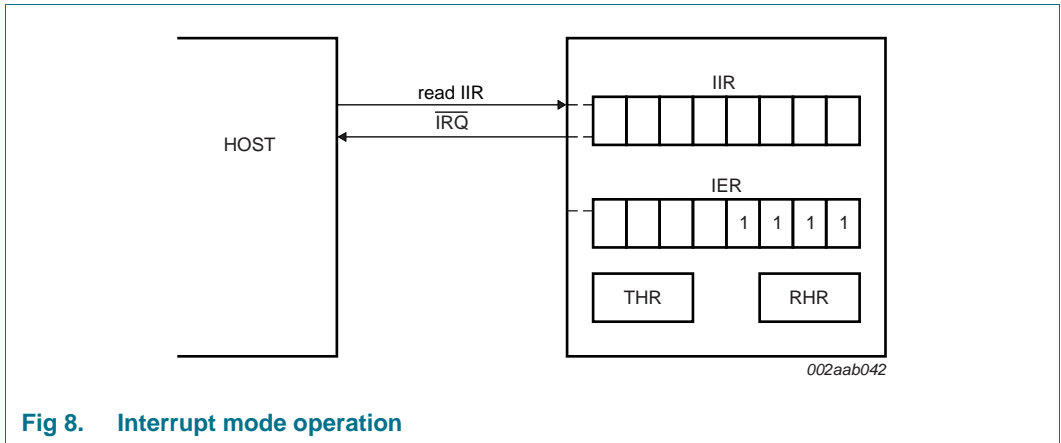 read IIR
IRQ
HOST
IIR
IER
1 1 1 1
THR RHR
002aab042
Fig 8. Interrupt mode operation